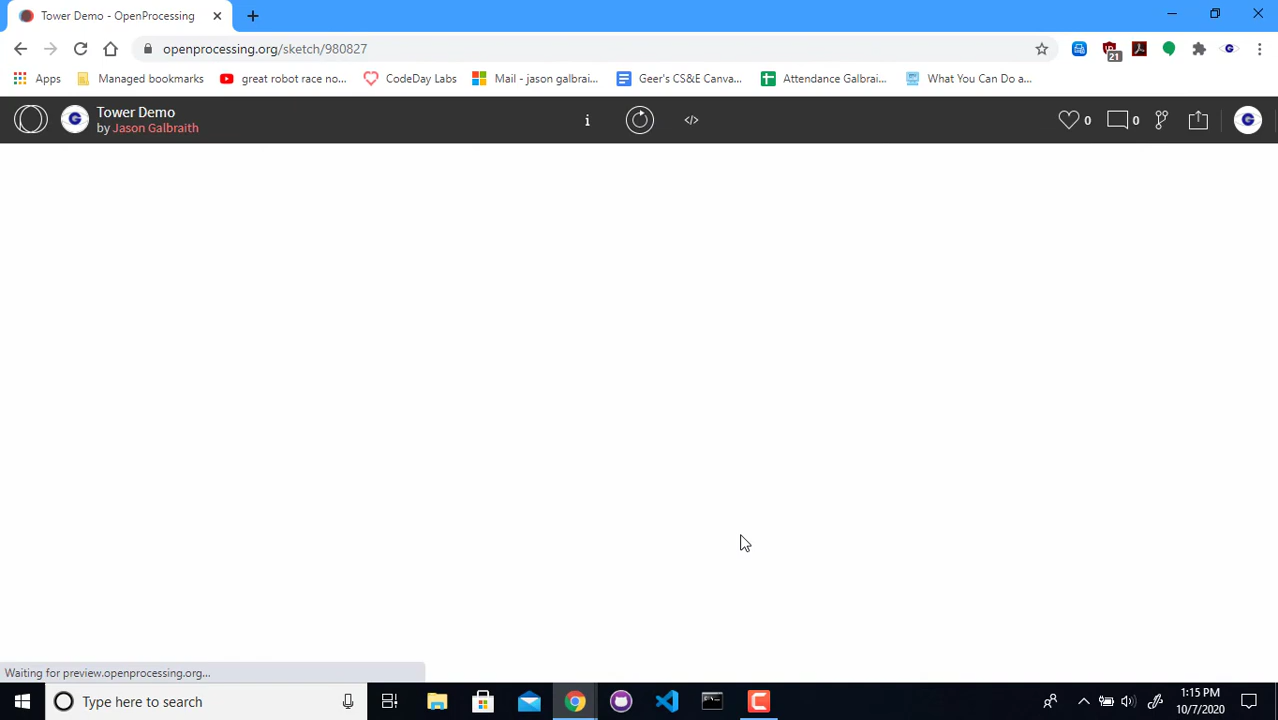 Tower Demo - OpenProcessing
openprocessing.org/sketch/980827
21
Apps
Managed bookmarks
great robot race no...
CodeDay Labs
Mail - jason galbrai...
Geer's CS&E Canva...
Attendance Galbrai...
What You Can Do a...
Tower Demo
by Jason Galbraith
i
</>
0
0
G
G
Waiting for preview.openprocessing.org...
Type here to search
1:15 PM
10/7/2020